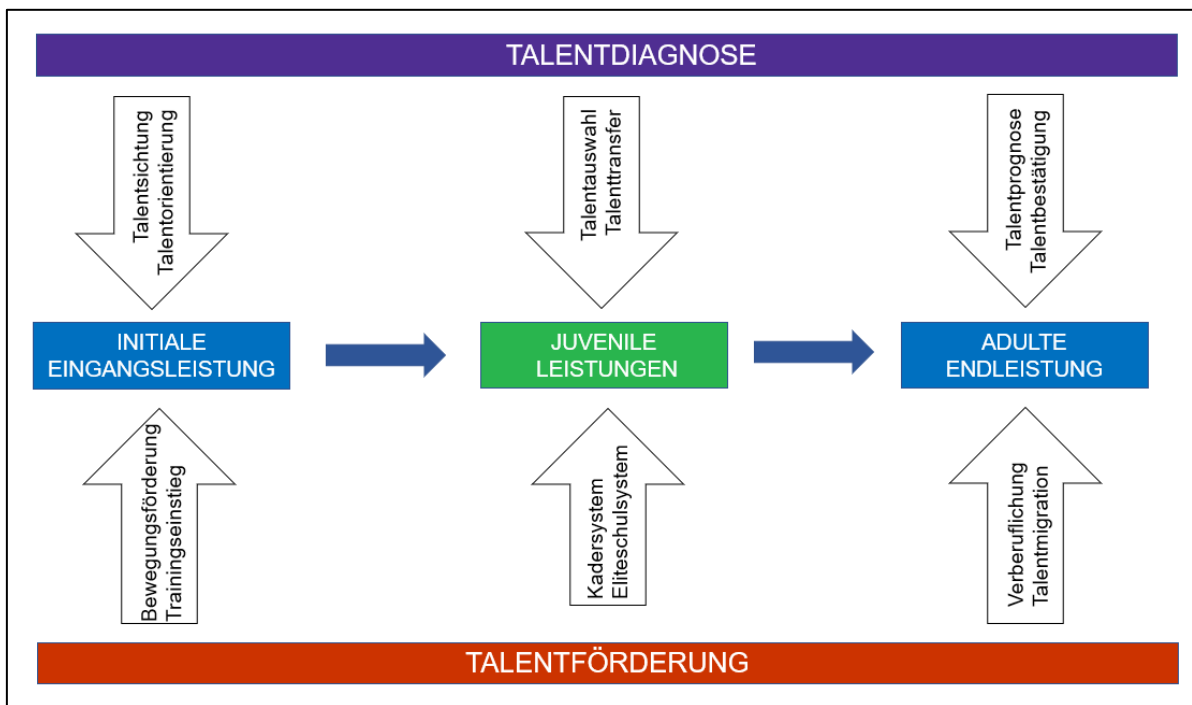 TALENTDIAGNOSE
Talentsichtung
Talentorientierung
Talentauswahl
Talenttransfer
Talentprognose
Talentbestätigung
INITIALE
EINGANGSLEISTUNG
JUVENILE
LEISTUNGEN
ADULTE
ENDLEISTUNG
Bewegungsförderung
Trainingseinstieg
Kadersystem
Eliteschulsystem
Verberuflichung
Talentmigration
TALENTFÖRDERUNG